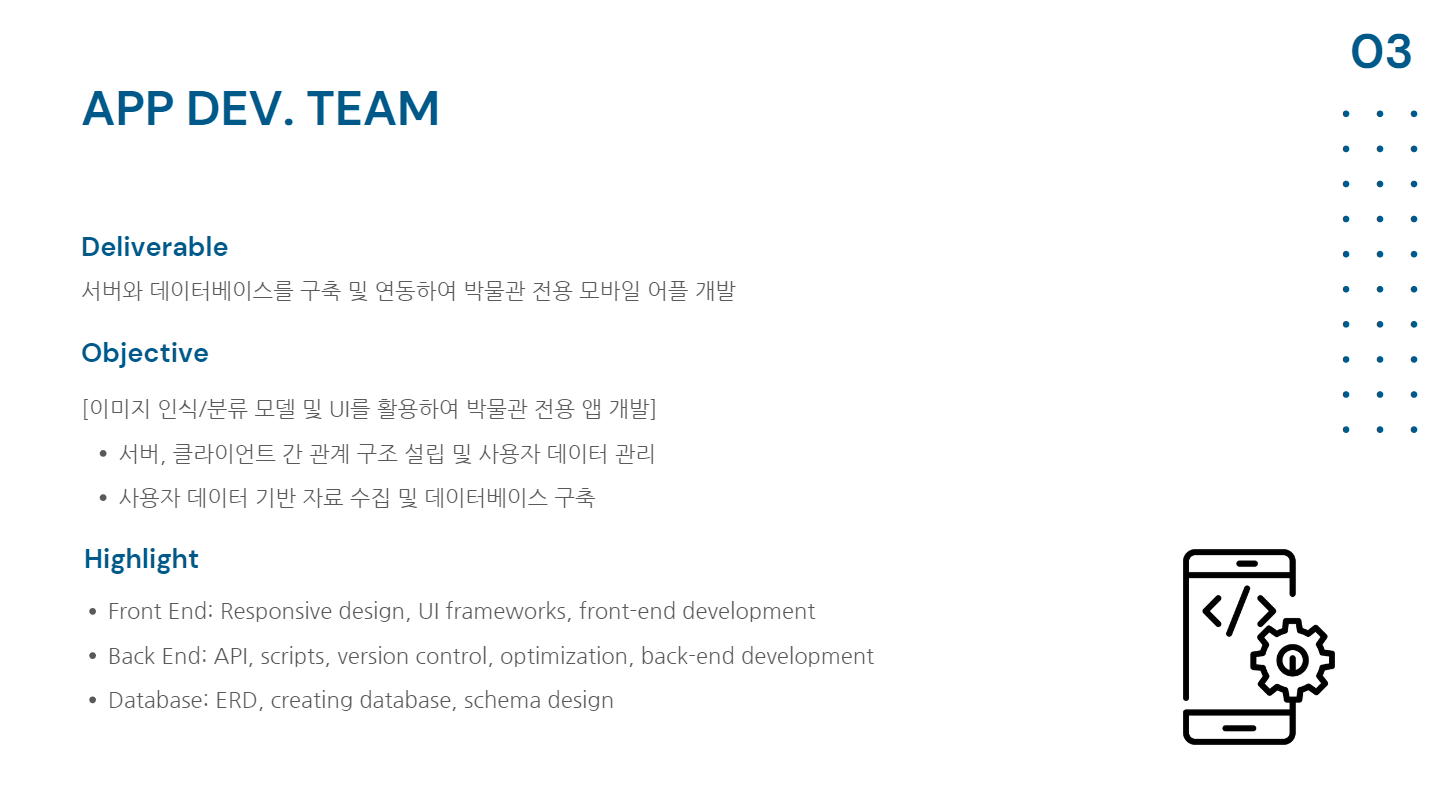 03
APP DEV. TEAM
Deliverable
서버와 데이터베이스를 구축 및 연동하여 박물관 전용 모바일 어플 개발
Objective
[이미지 인식/분류 모델 및 UI를 활용하여 박물관 전용 앱 개발]
• 서버, 클라이언트 간 관계 구조 설립 및 사용자 데이터 관리
• 사용자 데이터 기반 자료 수집 및 데이터베이스 구축
Highlight
• Front End: Responsive design, UI frameworks, front-end development
• Back End: API, scripts, version control, optimization, back-end development
• Database: ERD, creating database, schema design